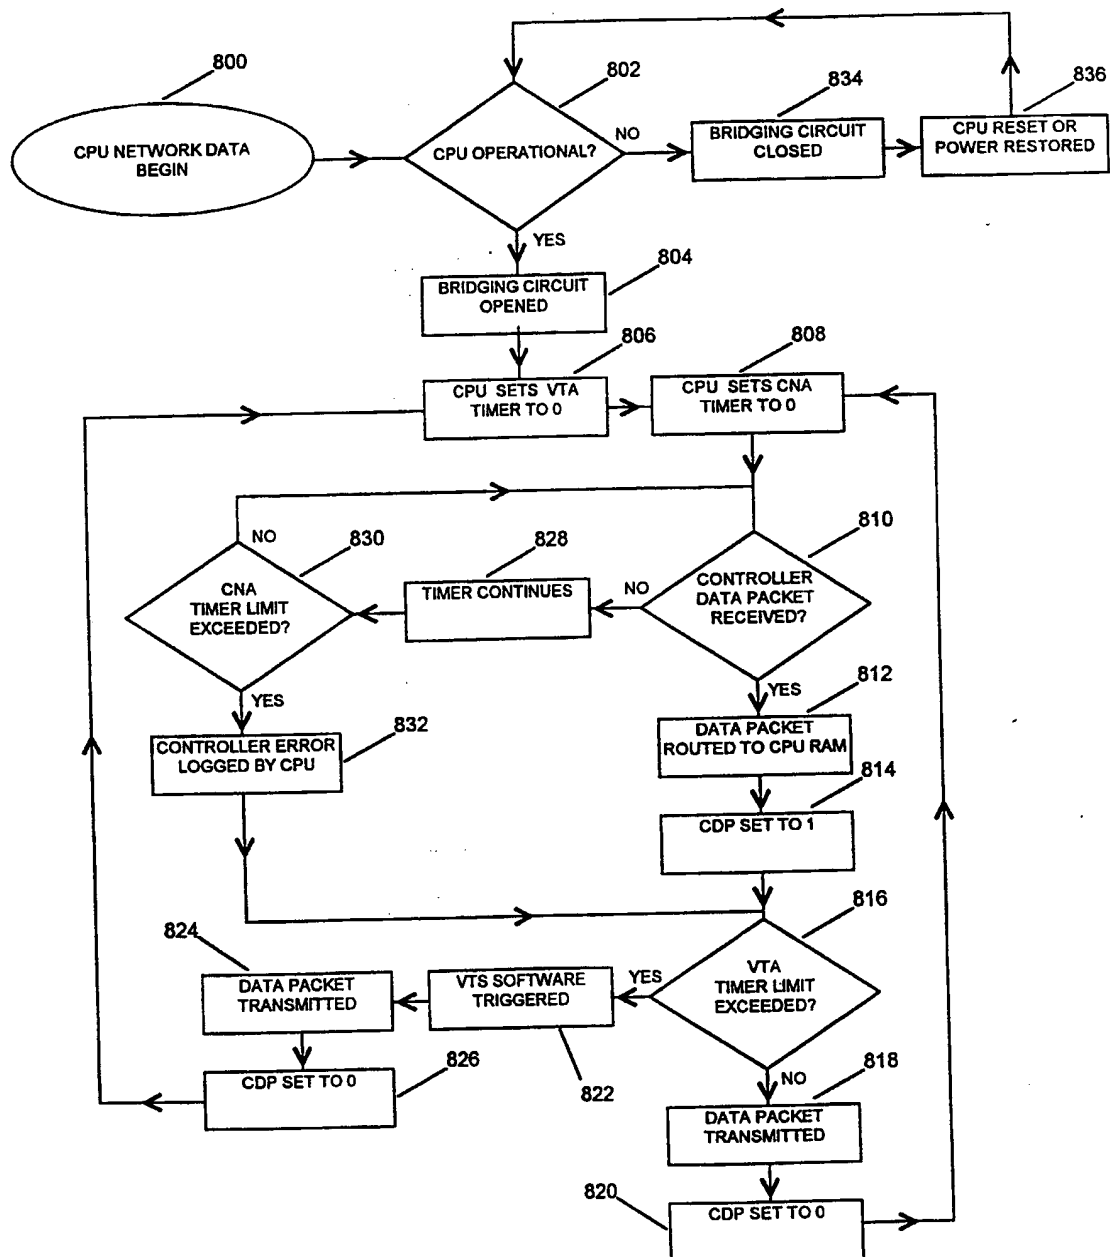 800
802
834
836
CPU NETWORK DATA
BEGIN
CPU OPERATIONAL?
NO
BRIDGING CIRCUIT
CLOSED
CPU RESET OR
POWER RESTORED
YES
804
BRIDGING CIRCUIT
OPENED
806
808
CPU SETS VTA
TIMER TO 0
CPU SETS CNA
TIMER TO 0
810
NO
830
828
CNA
TIMER LIMIT
EXCEEDED?
TIMER CONTINUES
NO
CONTROLLER
DATA PACKET
RECEIVED?
YES
812
YES
832
CONTROLLER ERROR
LOGGED BY CPU
DATA PACKET
ROUTED TO CPU RAM
814
CDP SET TO 1
816
824
DATA PACKET
TRANSMITTED
VTS SOFTWARE
TRIGGERED
YES
VTA
TIMER LIMIT
EXCEEDED?
818
826
CDP SET TO 0
822
NO
DATA PACKET
TRANSMITTED
820
CDP SET TO 0